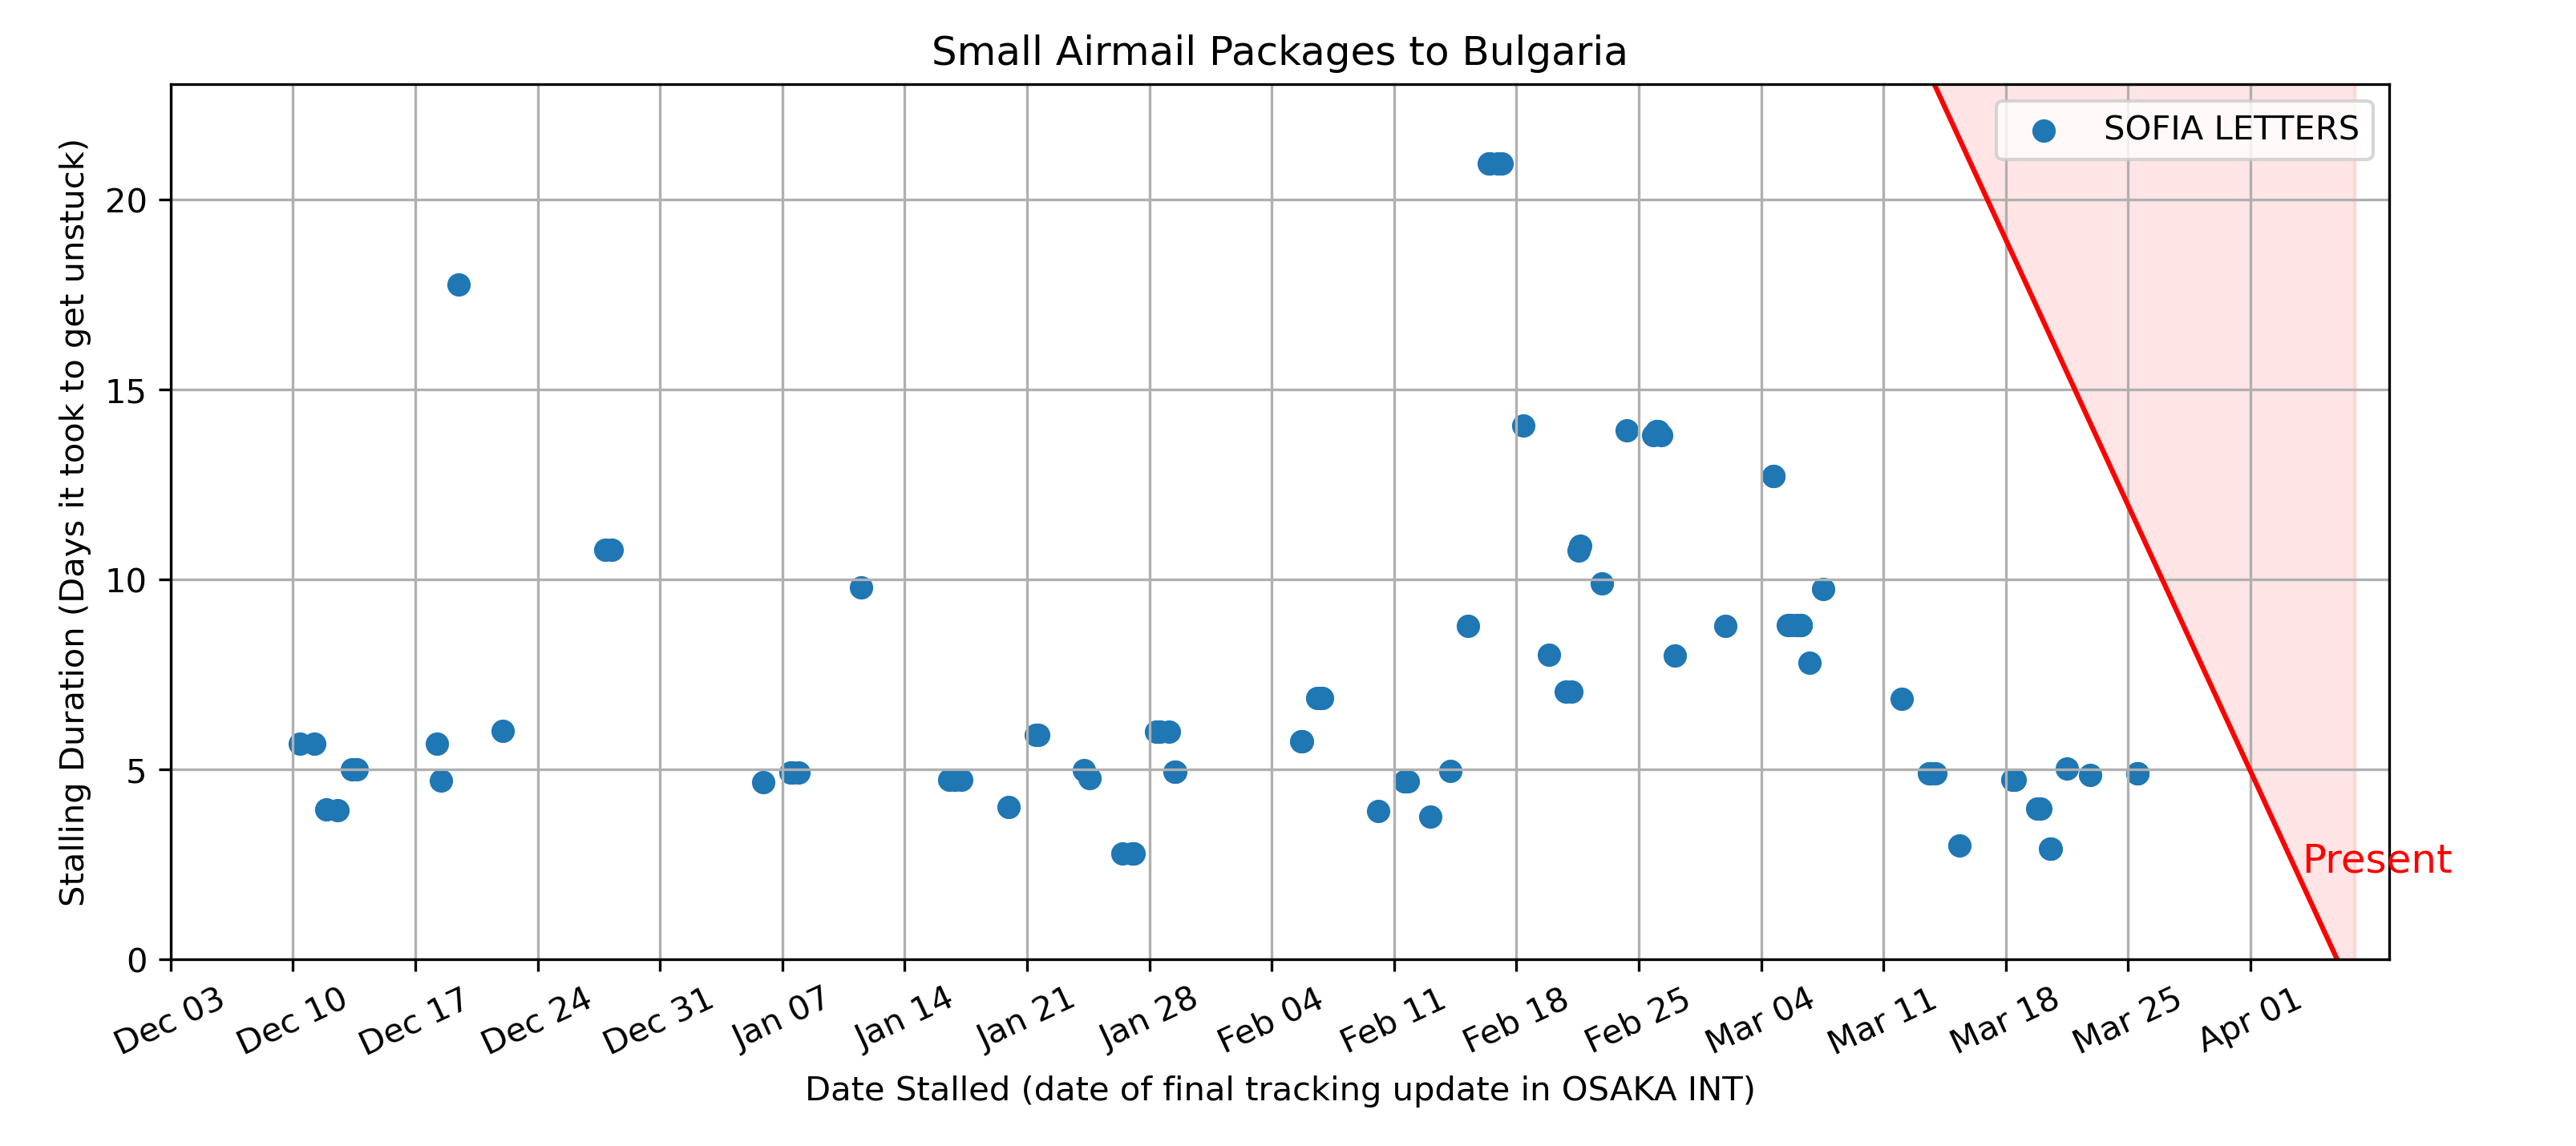 Small Airmail Packages to Bulgaria
SOFIA LETTERS
Stalling Duration (Days it took to get unstuck)
20
15
10
5
0
Present
Dec 03
Dec 10
Dec 17
Dec 24
Dec 31
Jan 07
Jan 14
Jan 21
Jan 28
Feb 04
Feb 11
Feb 18
Feb 25
Mar 04
Mar 11
Mar 18
Mar 25
Apr 01
Date Stalled (date of final tracking update in OSAKA INT)